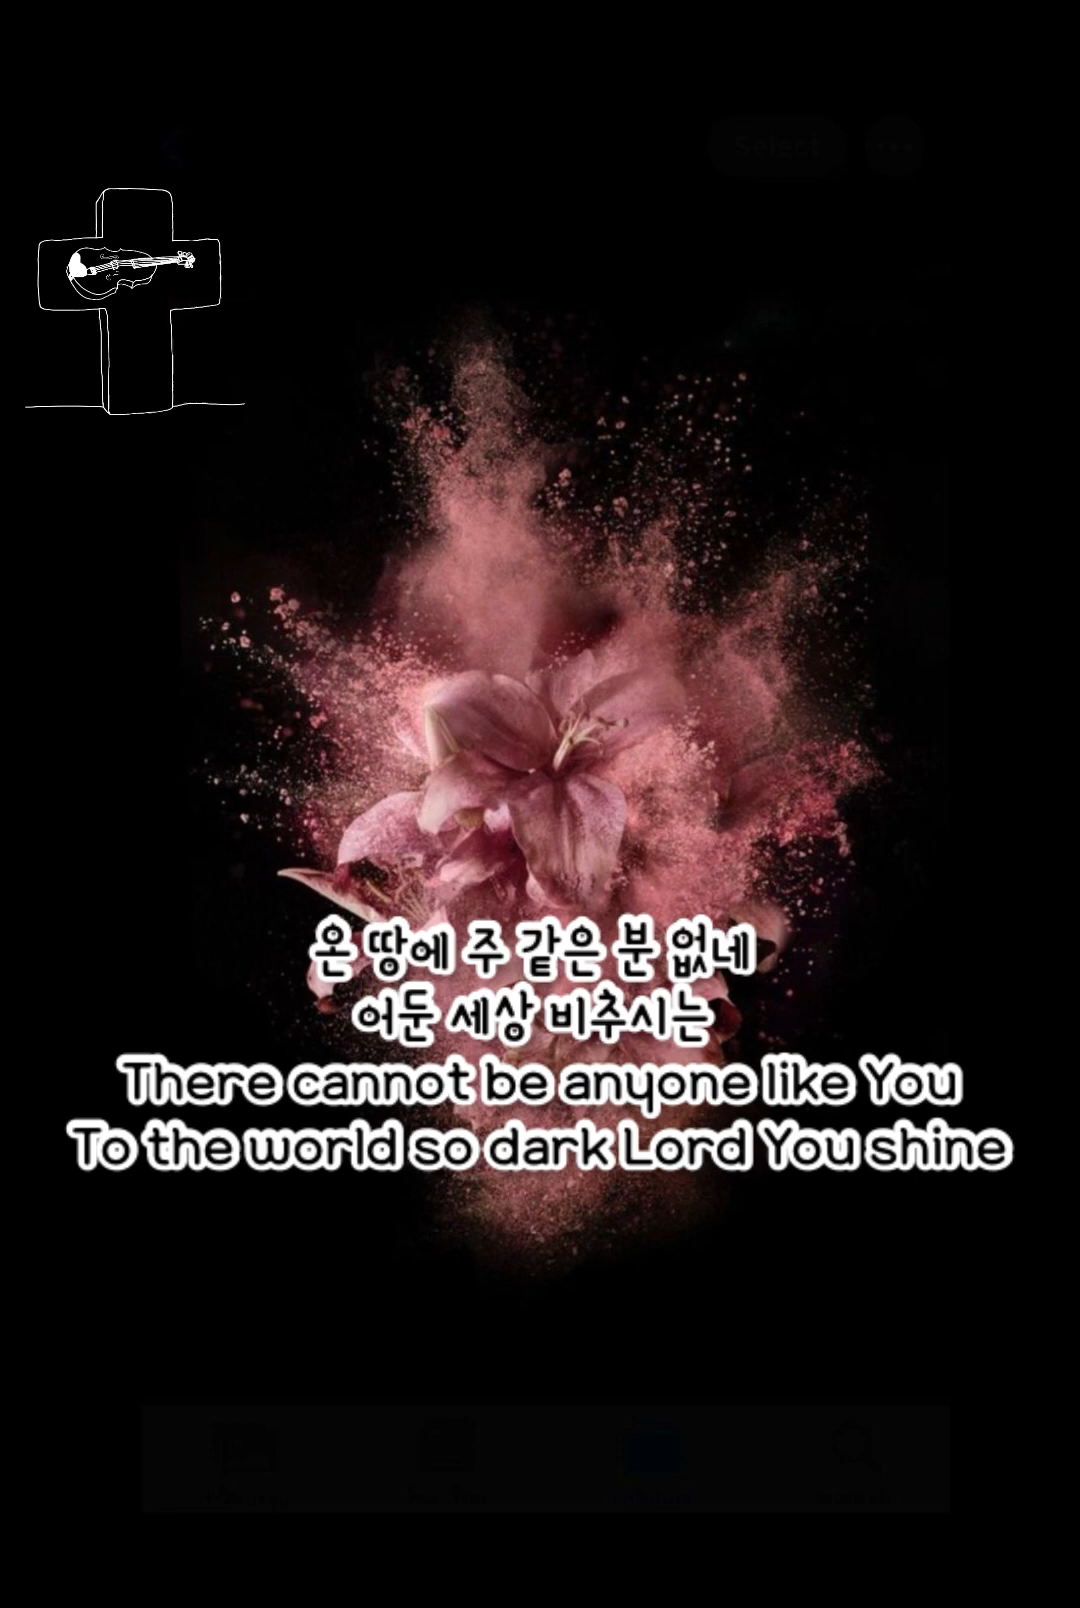 Select
온 땅에 주 같은 분 없네
어둔 세상 비추시는
There cannot be anyone like You
To the world so dark Lord You shine